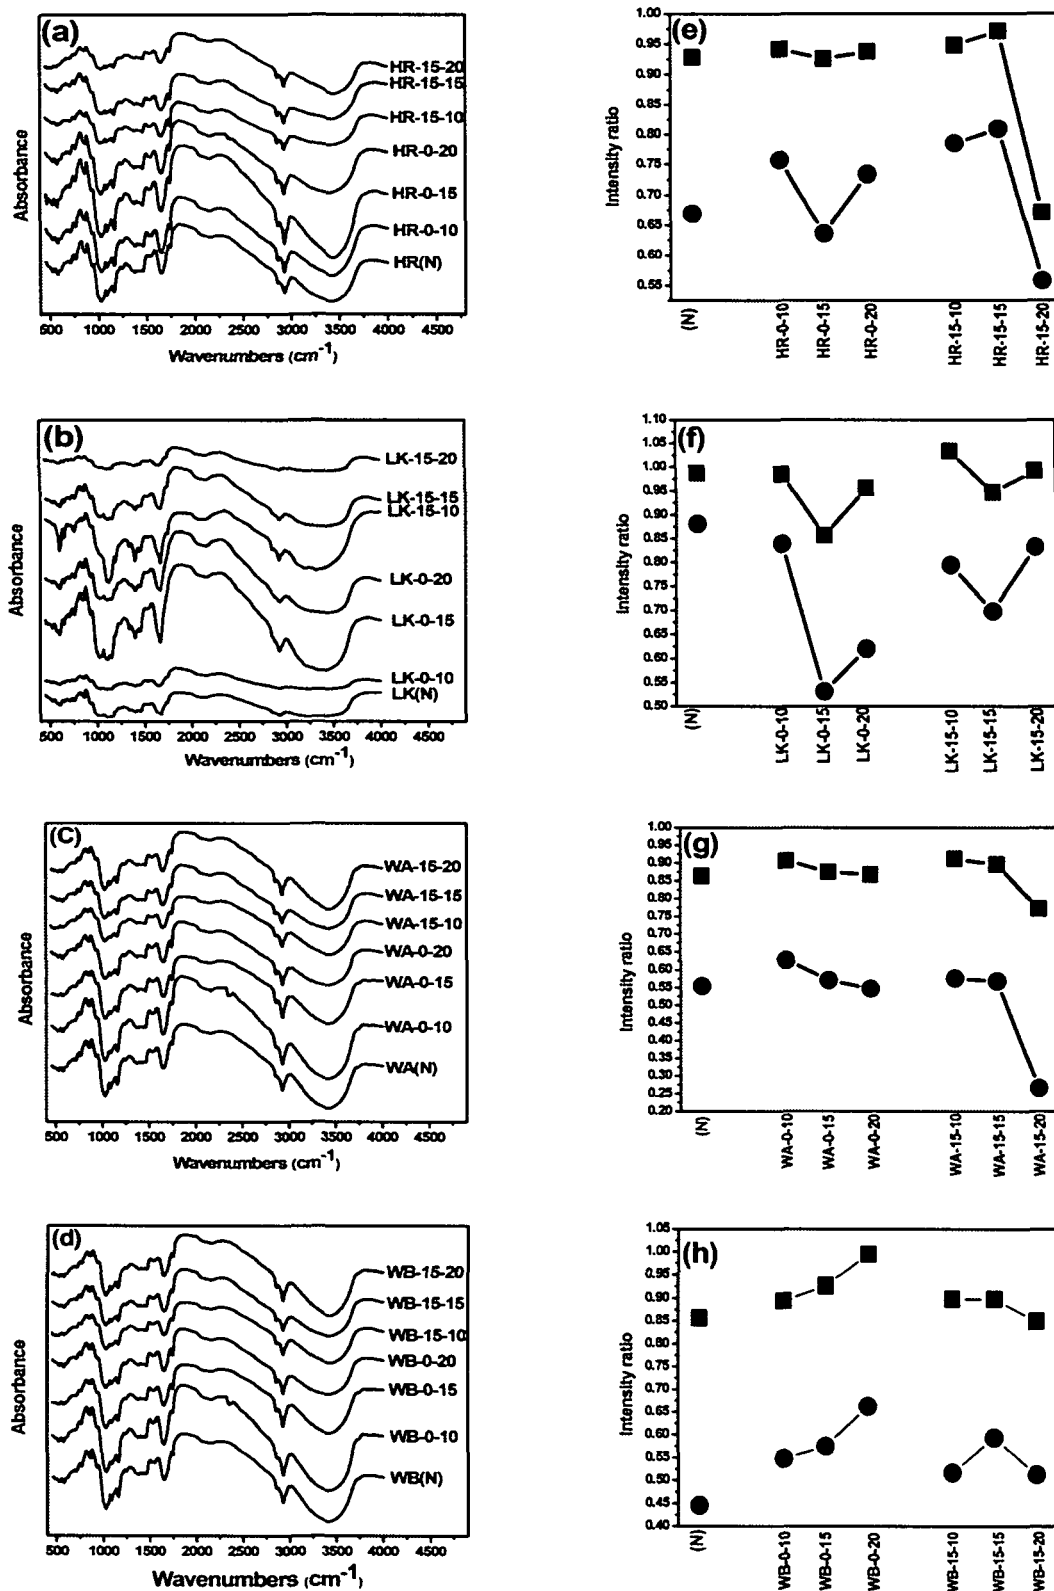 (a)
HR-15-20
HR-15-15
HR-15-10
HR-0-20
HR-0-15
HR-0-10
HR(N)
Absorbance
500 1000 1500 2000 2500 3000 3500 4000 4500
Wavenumbers (cm-1)
(e)
Intensity ratio
1.00
0.95
0.90
0.85
0.80
0.75
0.70
0.65
0.60
0.55
(N) HR-0-10 HR-0-15 HR-0-20 HR-15-10 HR-15-15 HR-15-20
(b)
LK-15-20
LK-15-15
LK-15-10
LK-0-20
LK-0-15
LK-0-10
LK(N)
Absorbance
500 1000 1500 2000 2500 3000 3500 4000 4500
Wavenumbers (cm-1)
(f)
Intensity ratio
1.10
1.05
1.00
0.95
0.90
0.85
0.80
0.75
0.70
0.65
0.60
0.55
0.50
(N) LK-0-10 LK-0-15 LK-0-20 LK-15-10 LK-15-15 LK-15-20
(c)
WA-15-20
WA-15-15
WA-15-10
WA-0-20
WA-0-15
WA-0-10
WA(N)
Absorbance
500 1000 1500 2000 2500 3000 3500 4000 4500
Wavenumbers (cm-1)
(g)
Intensity ratio
1.00
0.95
0.90
0.85
0.80
0.75
0.70
0.65
0.60
0.55
0.50
0.45
0.40
0.35
0.30
0.25
0.20
(N) WA-0-10 WA-0-15 WA-0-20 WA-15-10 WA-15-15 WA-15-20
(d)
WB-15-20
WB-15-15
WB-15-10
WB-0-20
WB-0-15
WB-0-10
WB(N)
Absorbance
500 1000 1500 2000 2500 3000 3500 4000 4500
Wavenumbers (cm-1)
(h)
Intensity ratio
1.05
1.00
0.95
0.90
0.85
0.80
0.75
0.70
0.65
0.60
0.55
0.50
0.45
0.40
(N) WB-0-10 WB-0-15 WB-0-20 WB-15-10 WB-15-15 WB-15-20